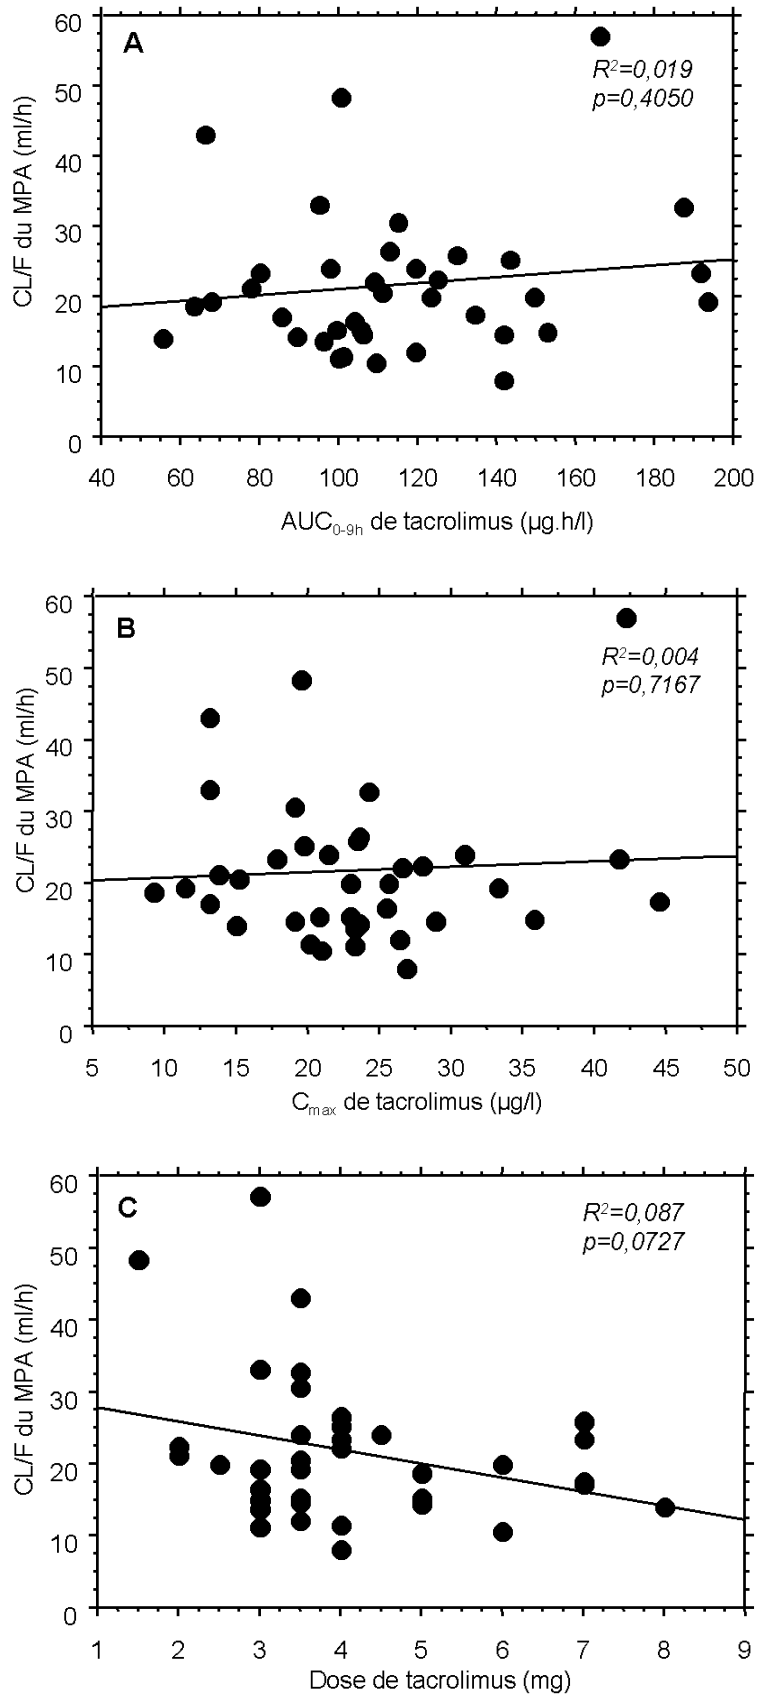 A
R²=0,019
p=0,4050
CL/F du MPA (ml/h)
60
50
40
30
20
10
0
40 60 80 100 120 140 160 180 200
AUC0-9h de tacrolimus (µg.h/l)
B
R²=0,004
p=0,7167
CL/F du MPA (ml/h)
60
50
40
30
20
10
0
5 10 15 20 25 30 35 40 45 50
Cmax de tacrolimus (µg/l)
C
R²=0,087
p=0,0727
CL/F du MPA (ml/h)
60
50
40
30
20
10
0
1 2 3 4 5 6 7 8 9
Dose de tacrolimus (mg)